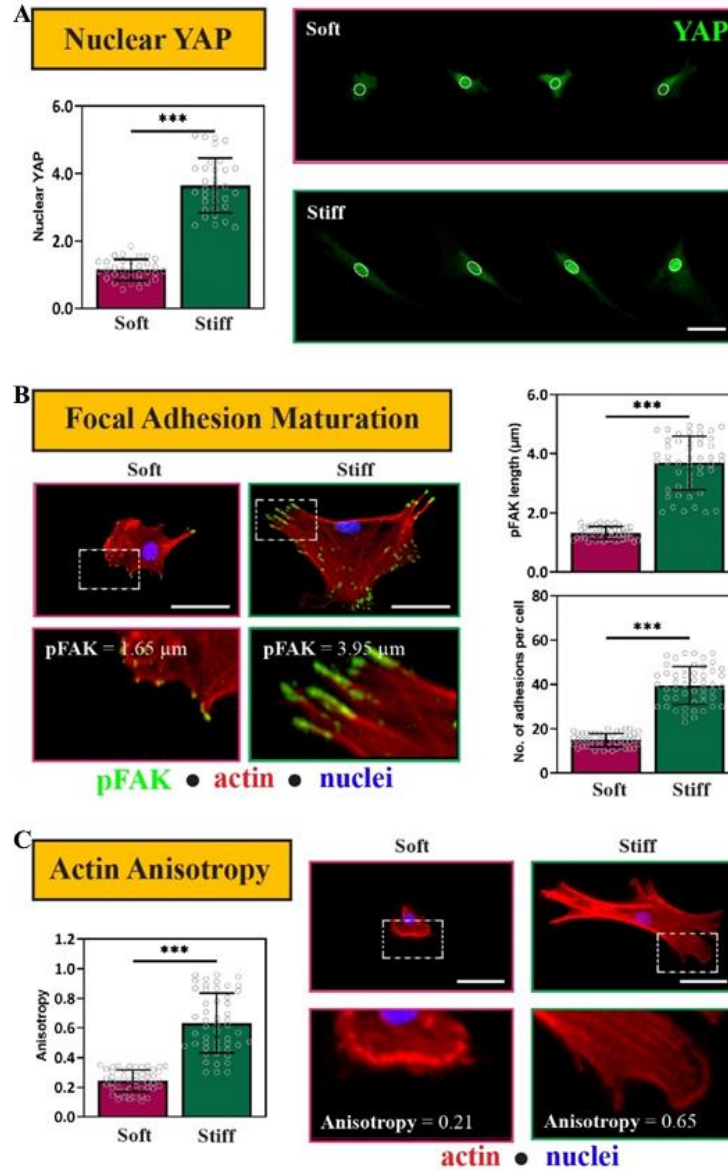 A
Nuclear YAP
Soft
YAP
6.0
***
4.0
2.0
0.0
Nuclear YAP
Soft
Stiff
Stiff
B
Focal Adhesion Maturation
Soft
Stiff
pFAK = 1.65 µm
pFAK = 3.95 µm
pFAK ● actin ● nuclei
6.0
***
4.0
2.0
0.0
pFAK length (µm)
80
***
60
40
20
0
No. of adhesions per cell
Soft
Stiff
C
Actin Anisotropy
Soft
Stiff
1.2
***
1.0
0.8
0.6
0.4
0.2
0.0
Anisotropy
Soft
Stiff
Anisotropy = 0.21
Anisotropy = 0.65
actin ● nuclei